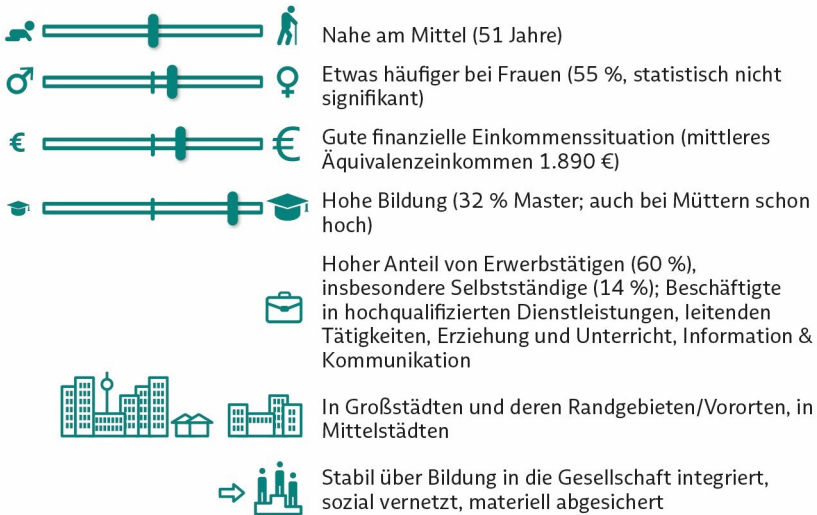 Nahe am Mittel (51 Jahre)
Etwas häufiger bei Frauen (55 %, statistisch nicht
signifikant)
€
€
Gute finanzielle Einkommenssituation (mittleres
Äquivalenzeinkommen 1.890 €)
Hohe Bildung (32 % Master; auch bei Müttern schon
hoch)
Hoher Anteil von Erwerbstätigen (60 %),
insbesondere Selbstständige (14 %); Beschäftigte
in hochqualifizierten Dienstleistungen, leitenden
Tätigkeiten, Erziehung und Unterricht, Information &
Kommunikation
In Großstädten und deren Randgebieten/Vororten, in
Mittelstädten
Stabil über Bildung in die Gesellschaft integriert,
sozial vernetzt, materiell abgesichert